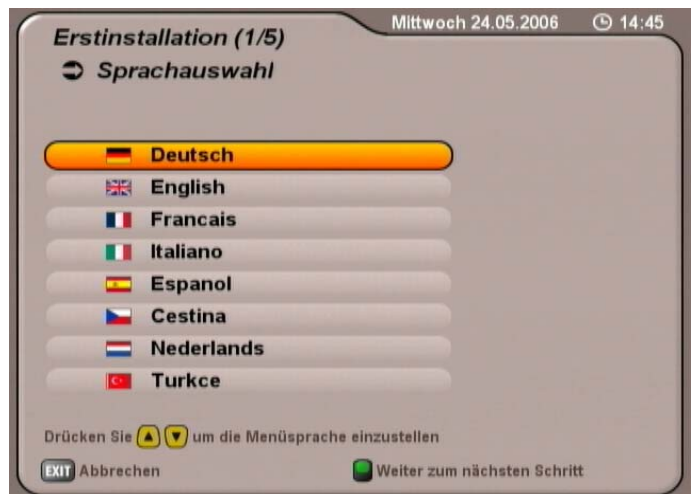 Erstinstallation (1/5)
Mittwoch 24.05.2006 14:45
Sprachauswahl
Deutsch
English
Francais
Italiano
Espanol
Cestina
Nederlands
Turkce
Drücken Sie um die Menüsprache einzustellen
EXIT Abbrechen
Weiter zum nächsten Schritt